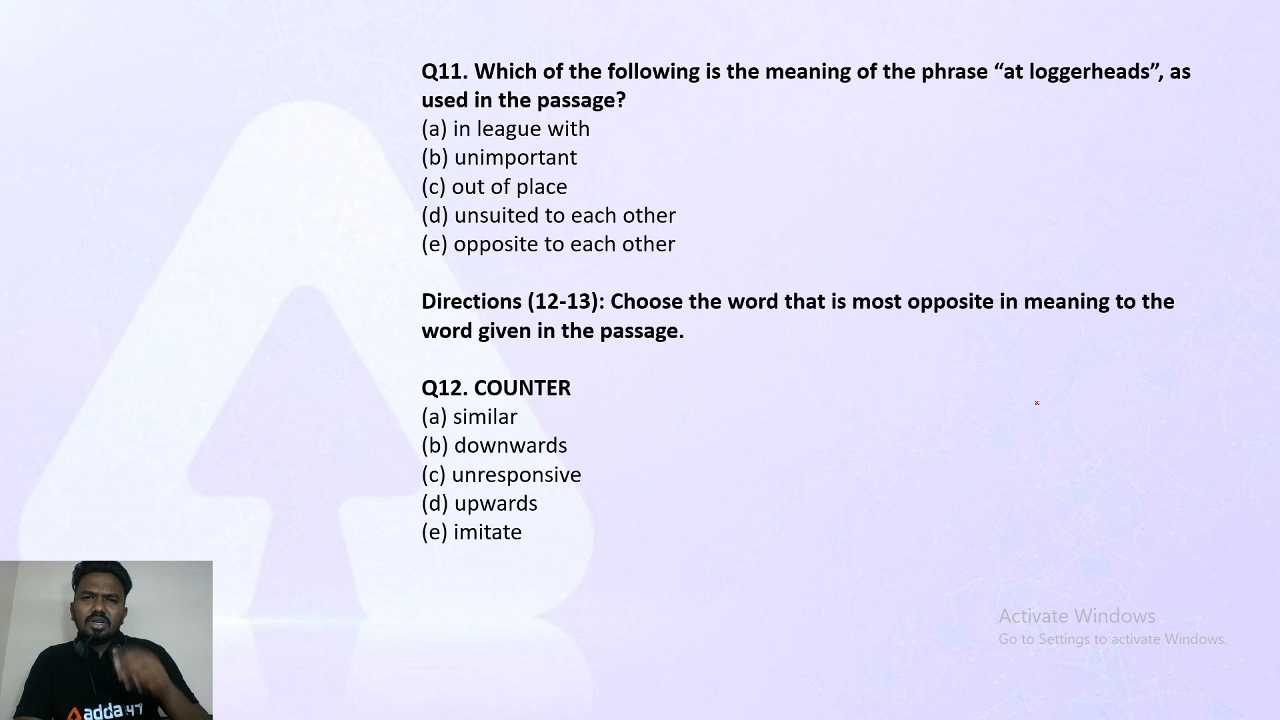 Q11. Which of the following is the meaning of the phrase “at loggerheads”, as
used in the passage?
(a) in league with
(b) unimportant
(c) out of place
(d) unsuited to each other
(e) opposite to each other
Directions (12-13): Choose the word that is most opposite in meaning to the
word given in the passage.
Q12. COUNTER
(a) similar
(b) downwards
(c) unresponsive
(d) upwards
(e) imitate
Activate Windows
Go to Settings to activate Windows.
adda247